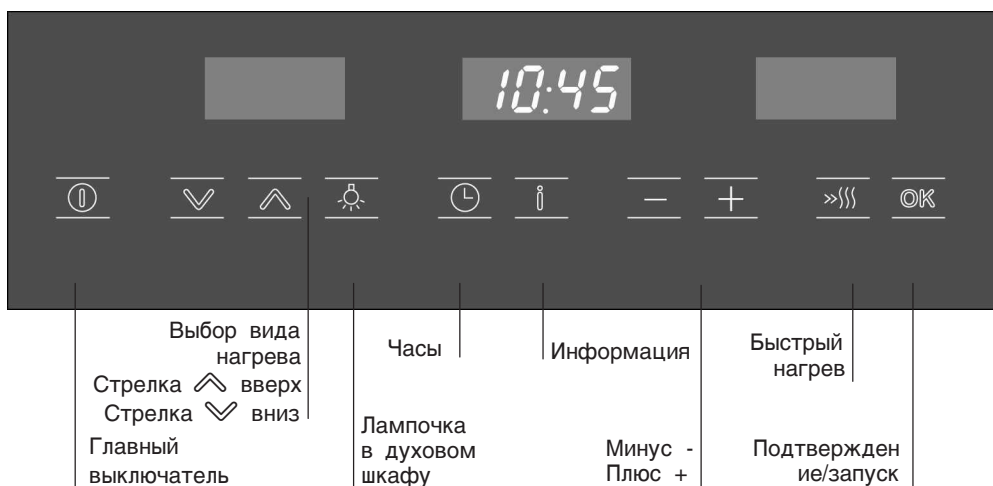 10:45
OK
Выбор вида
нагрева
Стрелка вверх
Стрелка вниз
Главный
выключатель
Лампочка
в духовом
шкафу
Часы
Информация
Минус -
Плюс +
Быстрый
нагрев
Подтвержден
ие/запуск